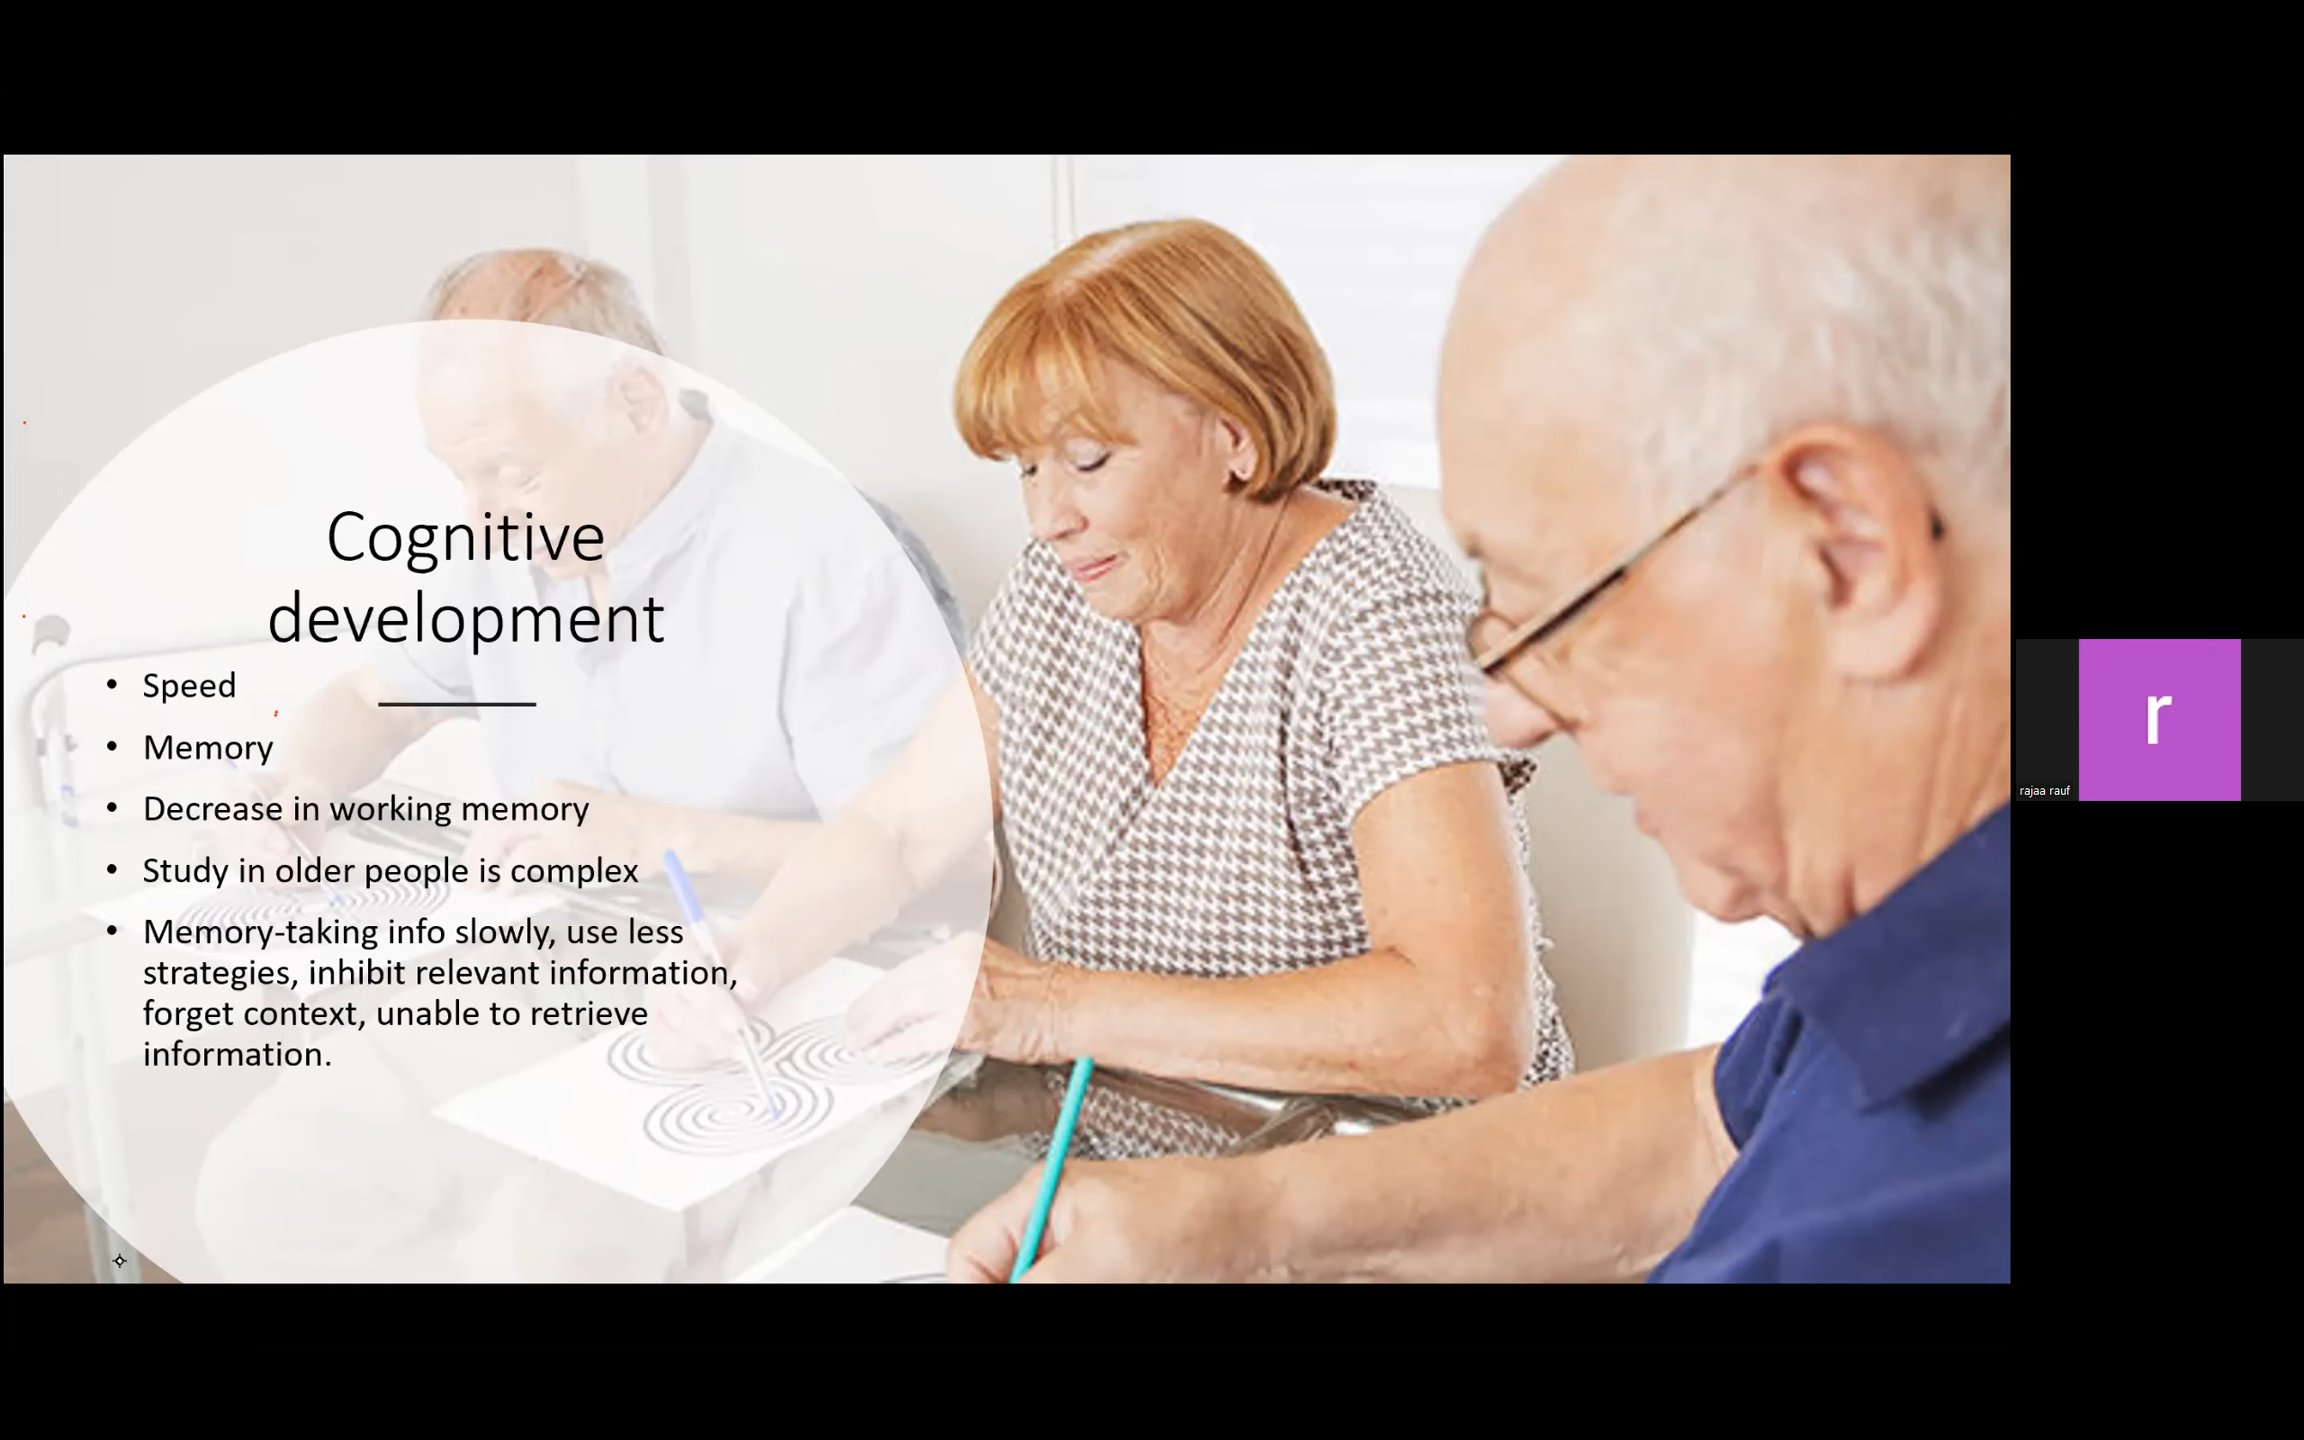 Cognitive
development
• Speed
• Memory
• Decrease in working memory
• Study in older people is complex
• Memory-taking info slowly, use less
strategies, inhibit relevant information,
forget context, unable to retrieve
information.
r
rajaa rauf